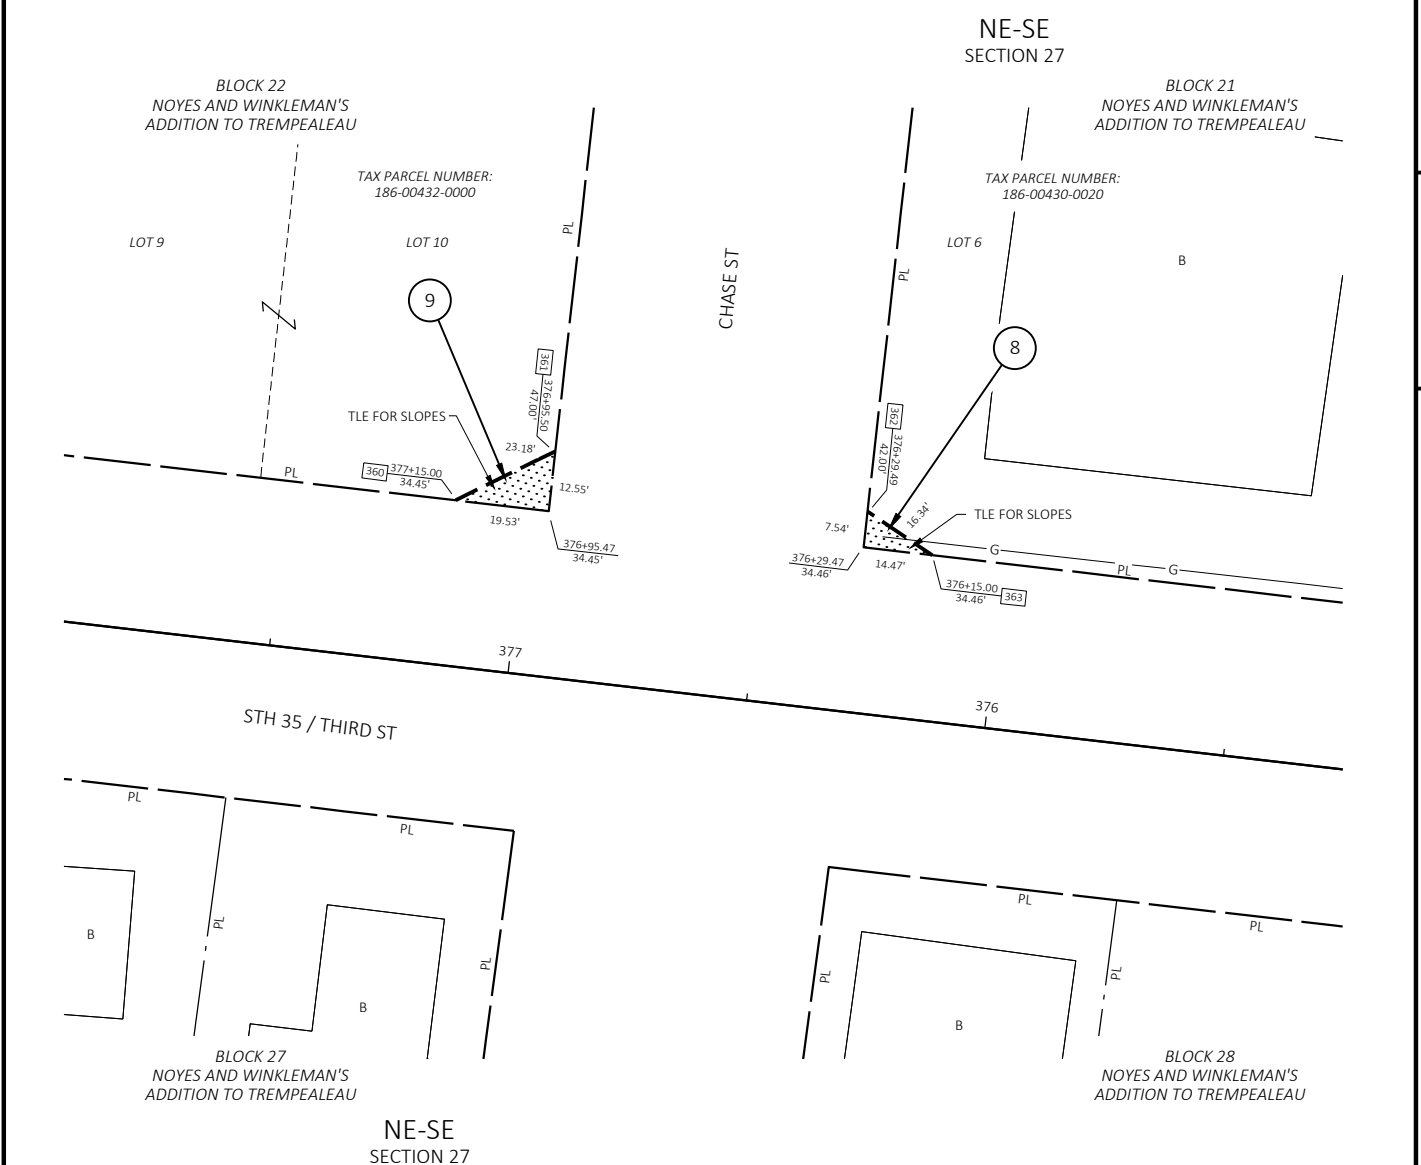 NE-SE
SECTION 27
BLOCK 22
NOYES AND WINKLEMAN'S
ADDITION TO TREMPEALEAU
BLOCK 21
NOYES AND WINKLEMAN'S
ADDITION TO TREMPEALEAU
TAX PARCEL NUMBER:
186-00432-0000
TAX PARCEL NUMBER:
186-00430-0020
LOT 9
LOT 10
PL
CHASE ST
PL
LOT 6
B
9
8
TLE FOR SLOPES
361 376+95.50
47.00'
23.18'
PL
360 377+15.00
34.45'
12.55'
19.53'
376+95.47
34.45'
362 376+29.49
42.00'
16.34'
TLE FOR SLOPES
7.54'
376+29.47
34.46'
14.47'
G
PL
G
376+15.00 363
34.46'
377
376
STH 35 / THIRD ST
PL
PL
PL
PL
B
B
PL
PL
PL
PL
B
BLOCK 27
NOYES AND WINKLEMAN'S
ADDITION TO TREMPEALEAU
BLOCK 28
NOYES AND WINKLEMAN'S
ADDITION TO TREMPEALEAU
NE-SE
SECTION 27